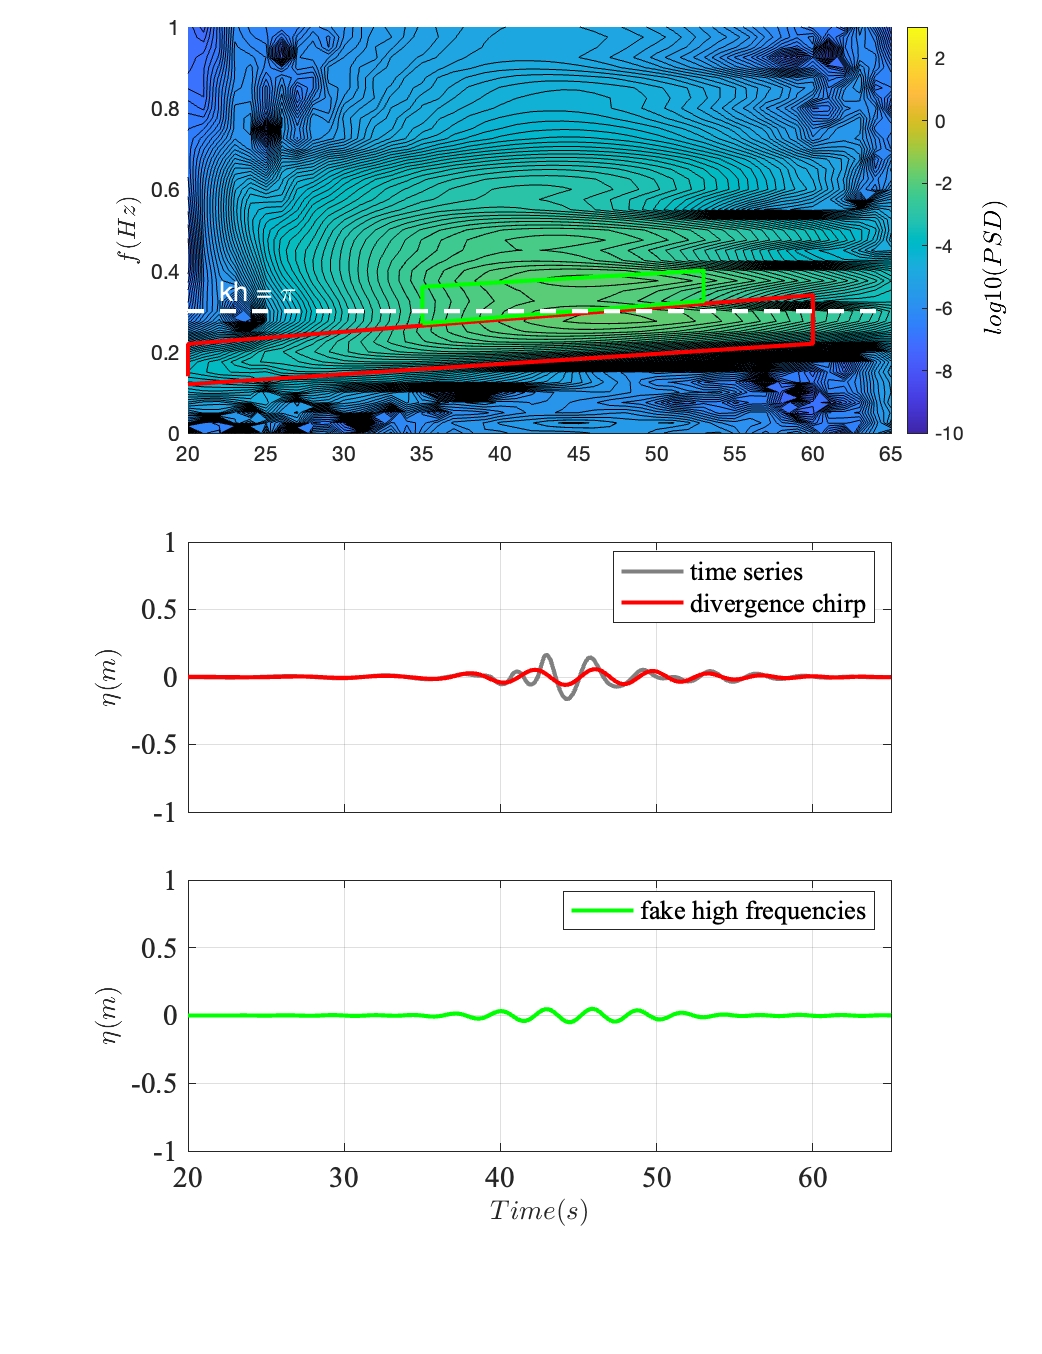 1
0.8
0.6
0.4
0.2
0
f(Hz)
kh = π
20 25 30 35 40 45 50 55 60 65
2
0
-2
-4
-6
-8
-10
log10(PSD)
1
0.5
0
-0.5
-1
η(m)
time series
divergence chirp
1
0.5
0
-0.5
-1
η(m)
fake high frequencies
20 30 40 50 60
Time(s)